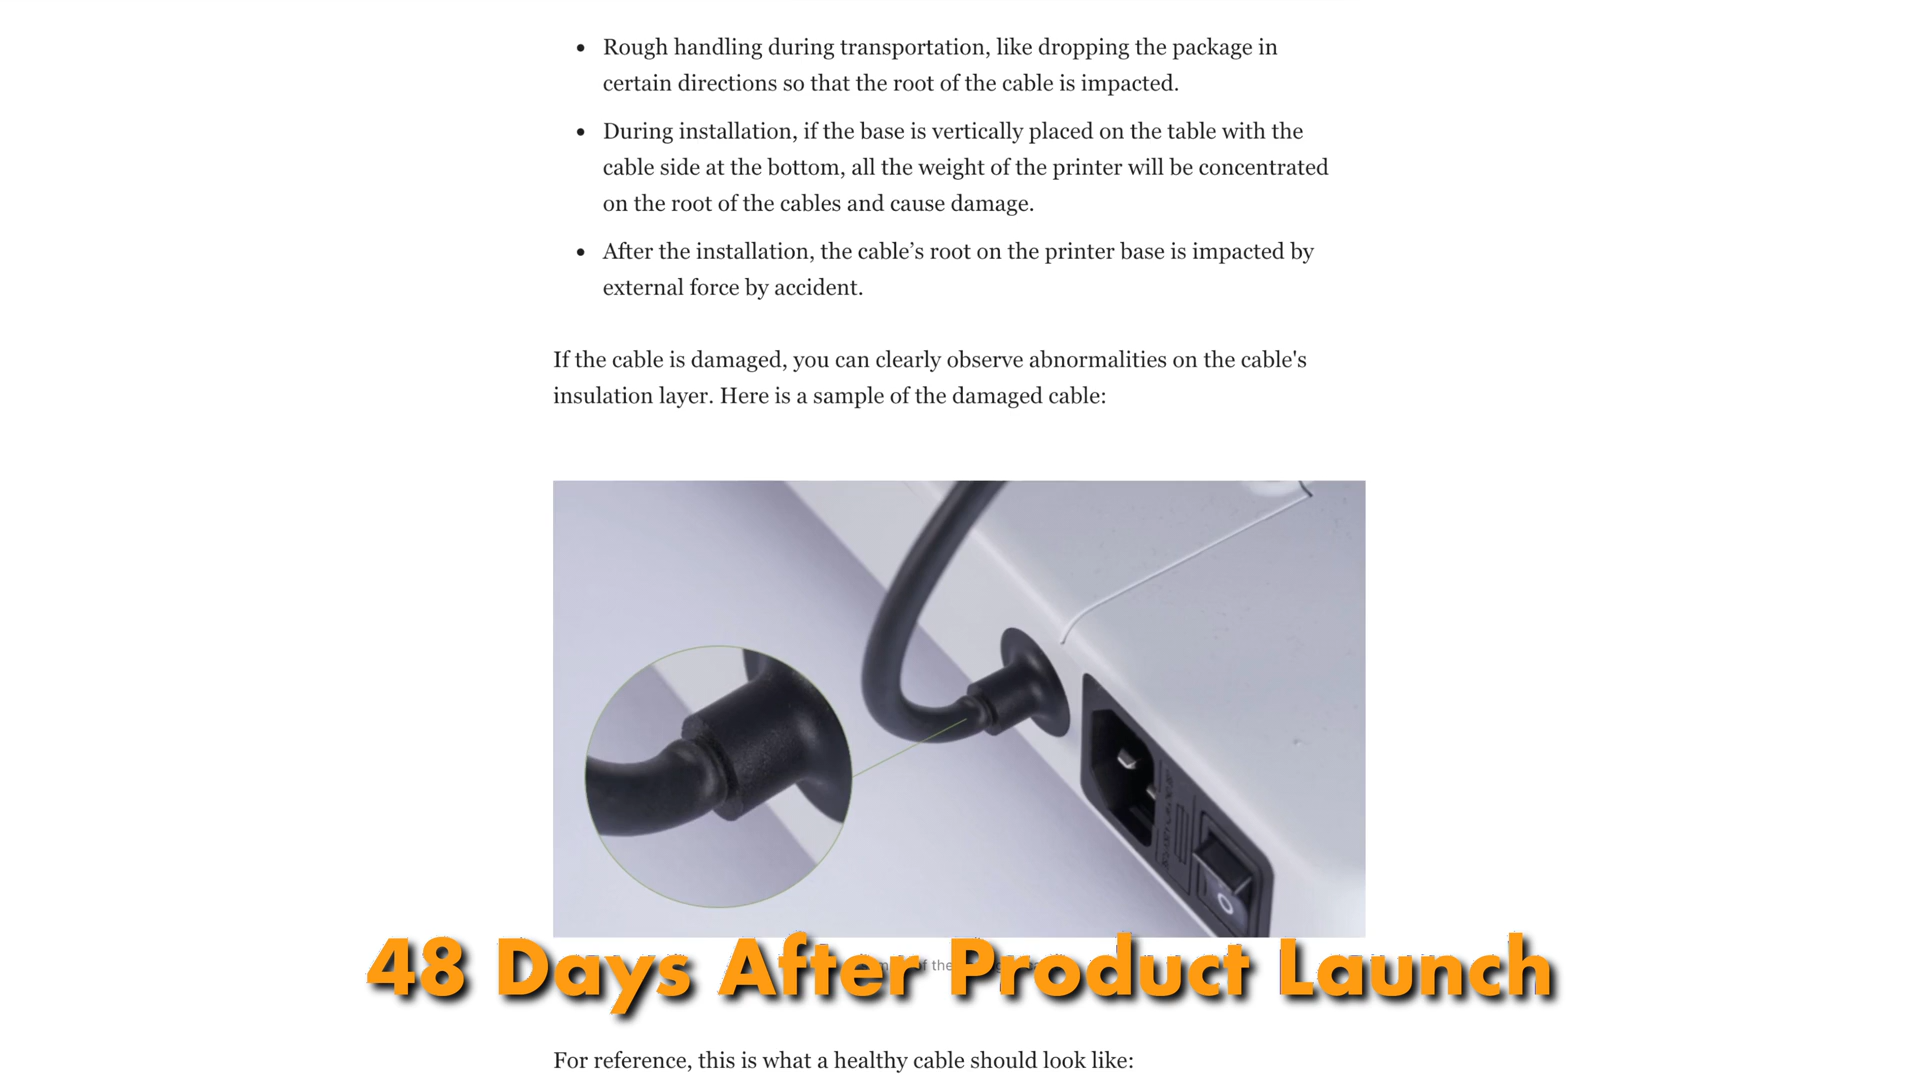 Rough handling during transportation, like dropping the package in
certain directions so that the root of the cable is impacted.
During installation, if the base is vertically placed on the table with the
cable side at the bottom, all the weight of the printer will be concentrated
on the root of the cables and cause damage.
After the installation, the cable’s root on the printer base is impacted by
external force by accident.
If the cable is damaged, you can clearly observe abnormalities on the cable's
insulation layer. Here is a sample of the damaged cable:
48 Days After Product Launch
For reference, this is what a healthy cable should look like: